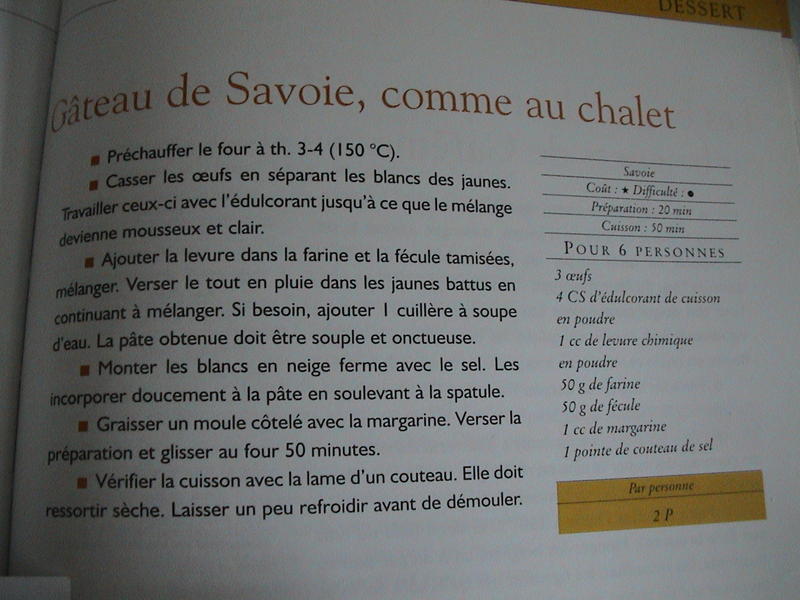 DESSERT
Gâteau de Savoie, comme au chalet
■ Préchauffer le four à th. 3-4 (150 °C).
■ Casser les œufs en séparant les blancs des jaunes.
Travailler ceux-ci avec l'édulcorant jusqu'à ce que le mélange
devienne mousseux et clair.
■ Ajouter la levure dans la farine et la fécule tamisées,
mélanger. Verser le tout en pluie dans les jaunes battus en
continuant à mélanger. Si besoin, ajouter 1 cuillère à soupe
d'eau. La pâte obtenue doit être souple et onctueuse.
■ Monter les blancs en neige ferme avec le sel. Les
incorporer doucement à la pâte en soulevant à la spatule.
■ Graisser un moule côtelé avec la margarine. Verser la
préparation et glisser au four 50 minutes.
■ Vérifier la cuisson avec la lame d'un couteau. Elle doit
ressortir sèche. Laisser un peu refroidir avant de démouler.
Savoie
Coût : ★ Difficulté : ●
Préparation : 20 min
Cuisson : 50 min
POUR 6 PERSONNES
3 œufs
4 CS d'édulcorant de cuisson
en poudre
1 cc de levure chimique
en poudre
50 g de farine
50 g de fécule
1 cc de margarine
1 pointe de couteau de sel
Par personne
2 P